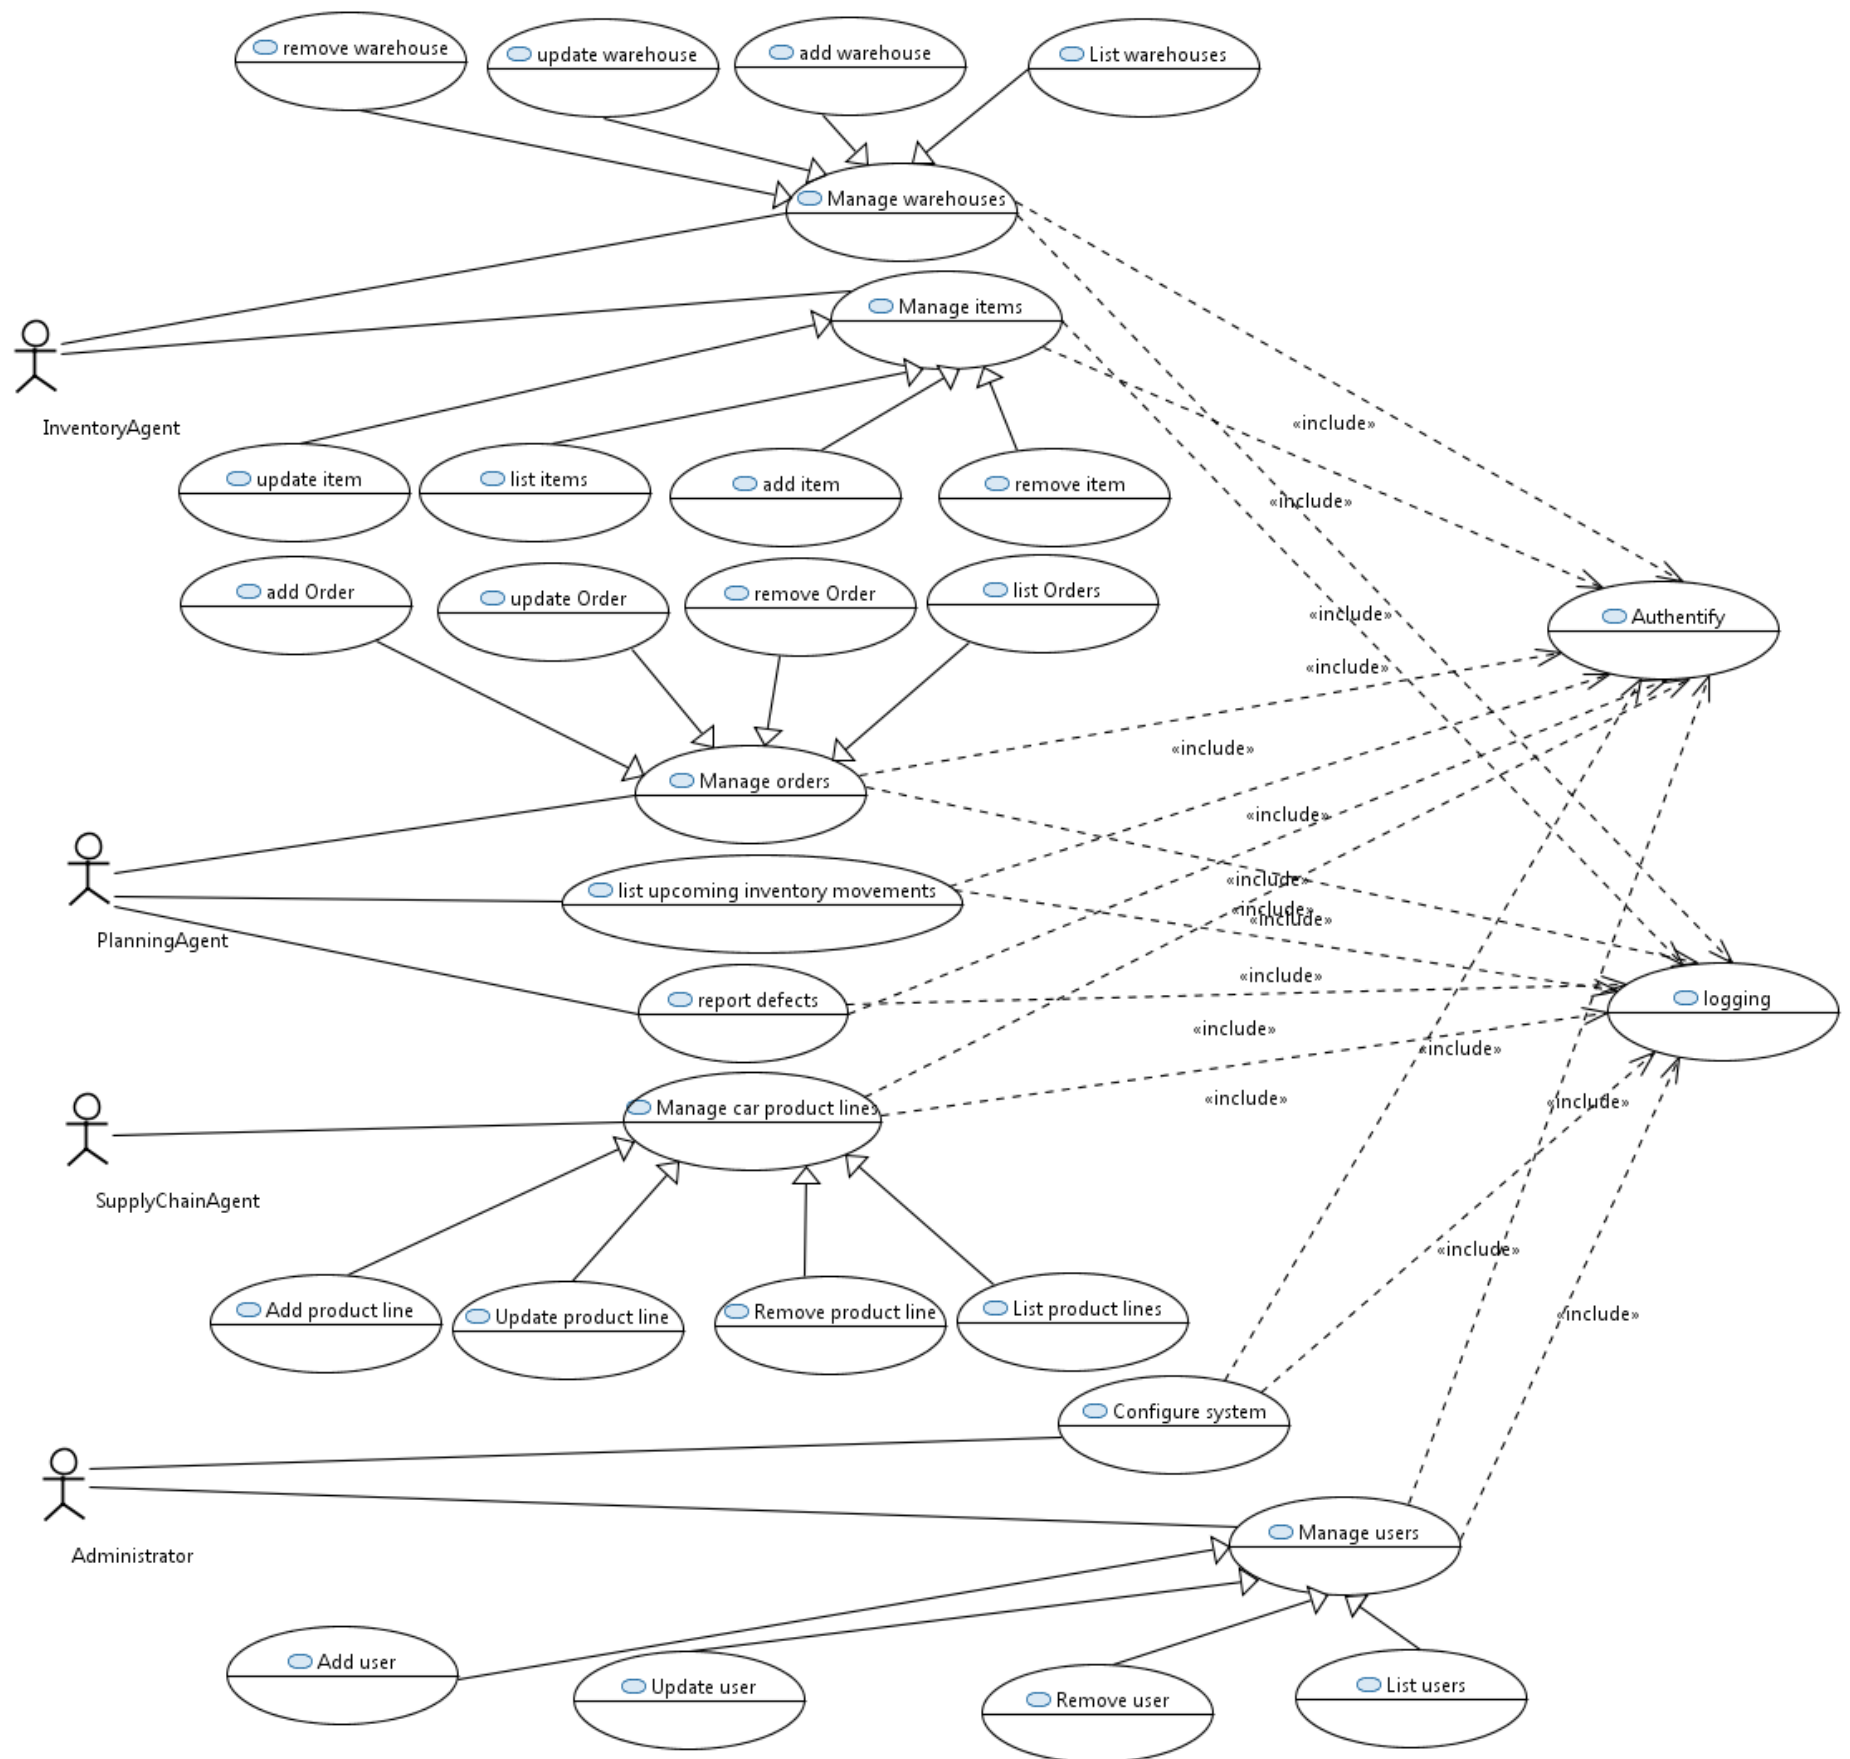 remove warehouse
update warehouse
add warehouse
List warehouses
Manage warehouses
Manage items
InventoryAgent
«include»
update item
list items
add item
remove item
«include»
add Order
update Order
remove Order
list Orders
«include»
Authentify
«include»
«include»
Manage orders
«include»
list upcoming inventory movements
«include»
«include»
«include»
PlanningAgent
report defects
«include»
logging
«include»
«include»
Manage car product lines
«include»
«include»
SupplyChainAgent
«include»
Add product line
Update product line
Remove product line
List product lines
«include»
Configure system
Manage users
Administrator
Add user
Update user
Remove user
List users